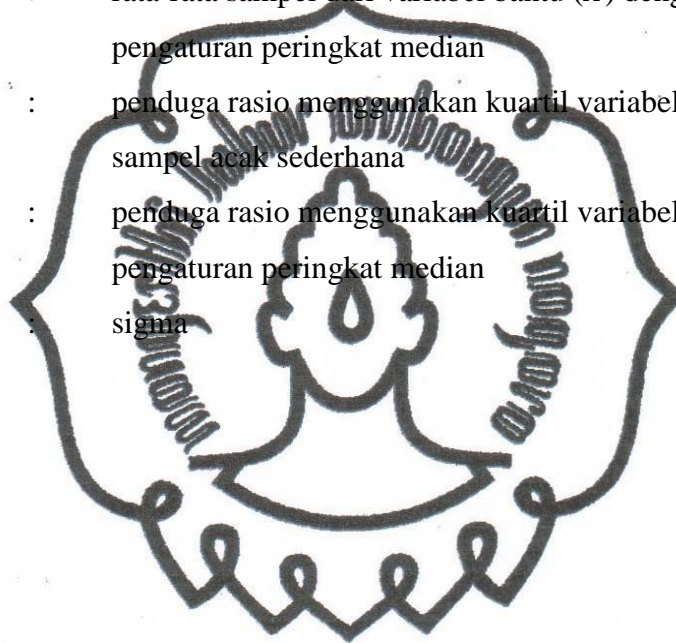 rata-rata sampel dari variabel bantu (X) deng
pengaturan peringkat median
: penduga rasio menggunakan kuartil variabel
sampel acak sederhana
: penduga rasio menggunakan kuartil variabel
pengaturan peringkat median
: sigma